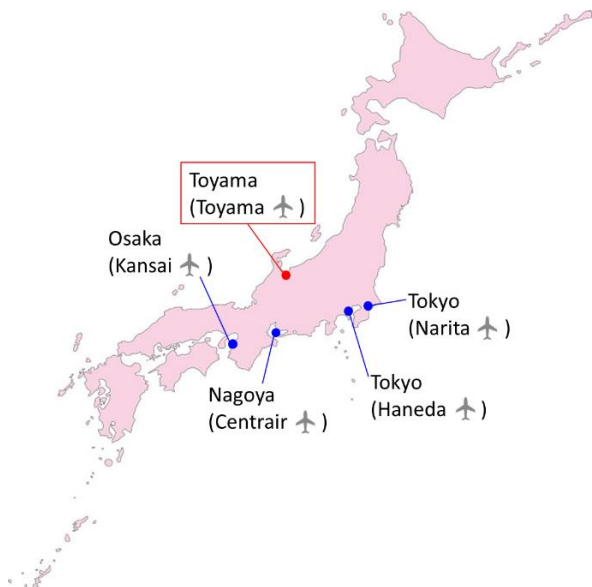 Toyama
(Toyama )
Osaka
(Kansai )
Tokyo
(Narita )
Nagoya
(Centrair )
Tokyo
(Haneda )